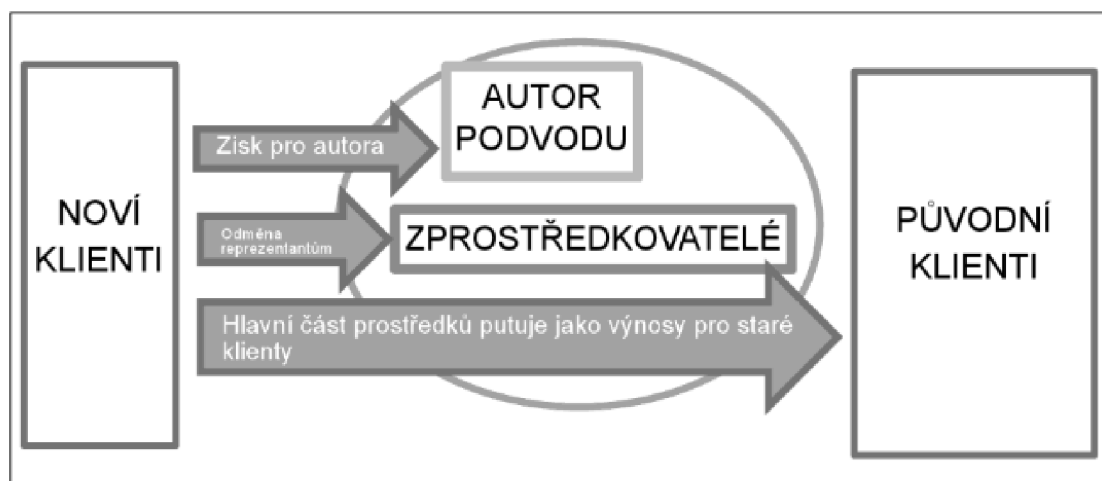 NOVÍ
KLIENTI
Zisk pro autora
AUTOR
PODVODU
Odměna
reprezentantům
ZPROSTŘEDKOVATELÉ
Hlavní část prostředků putuje jako výnosy pro staré
klienty
PŮVODNÍ
KLIENTI